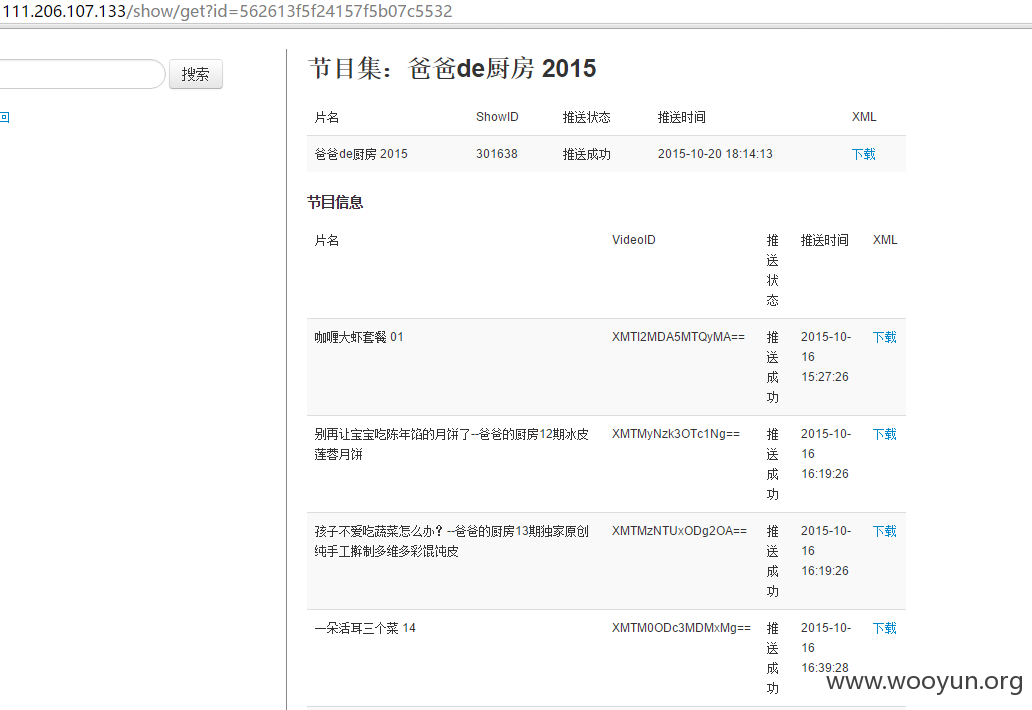 111.206.107.133/show/get?id=562613f5f24157f5b07c5532
搜索
回
节目集：爸爸de厨房 2015
片名 ShowID 推送状态 推送时间 XML
爸爸de厨房 2015 301638 推送成功 2015-10-20 18:14:13 下载
节目信息
片名 VideoID 推送状态 推送时间 XML
咖喱大虾套餐 01 XMTI2MDA5MTQyMA== 推送成功 2015-10-16 15:27:26 下载
别再让宝宝吃陈年馅的月饼了--爸爸的厨房12期冰皮
莲蓉月饼 XMTMyNzk3OTc1Ng== 推送成功 2015-10-16 16:19:26 下载
孩子不爱吃蔬菜怎么办？--爸爸的厨房13期独家原创
纯手工擀制多维多彩馄饨皮 XMTMzNTUxODg2OA== 推送成功 2015-10-16 16:19:26 下载
一朵活耳三个菜 14 XMTM0ODc3MDMxMg== 推送成功 2015-10-16 16:39:28 下载
www.wooyun.org